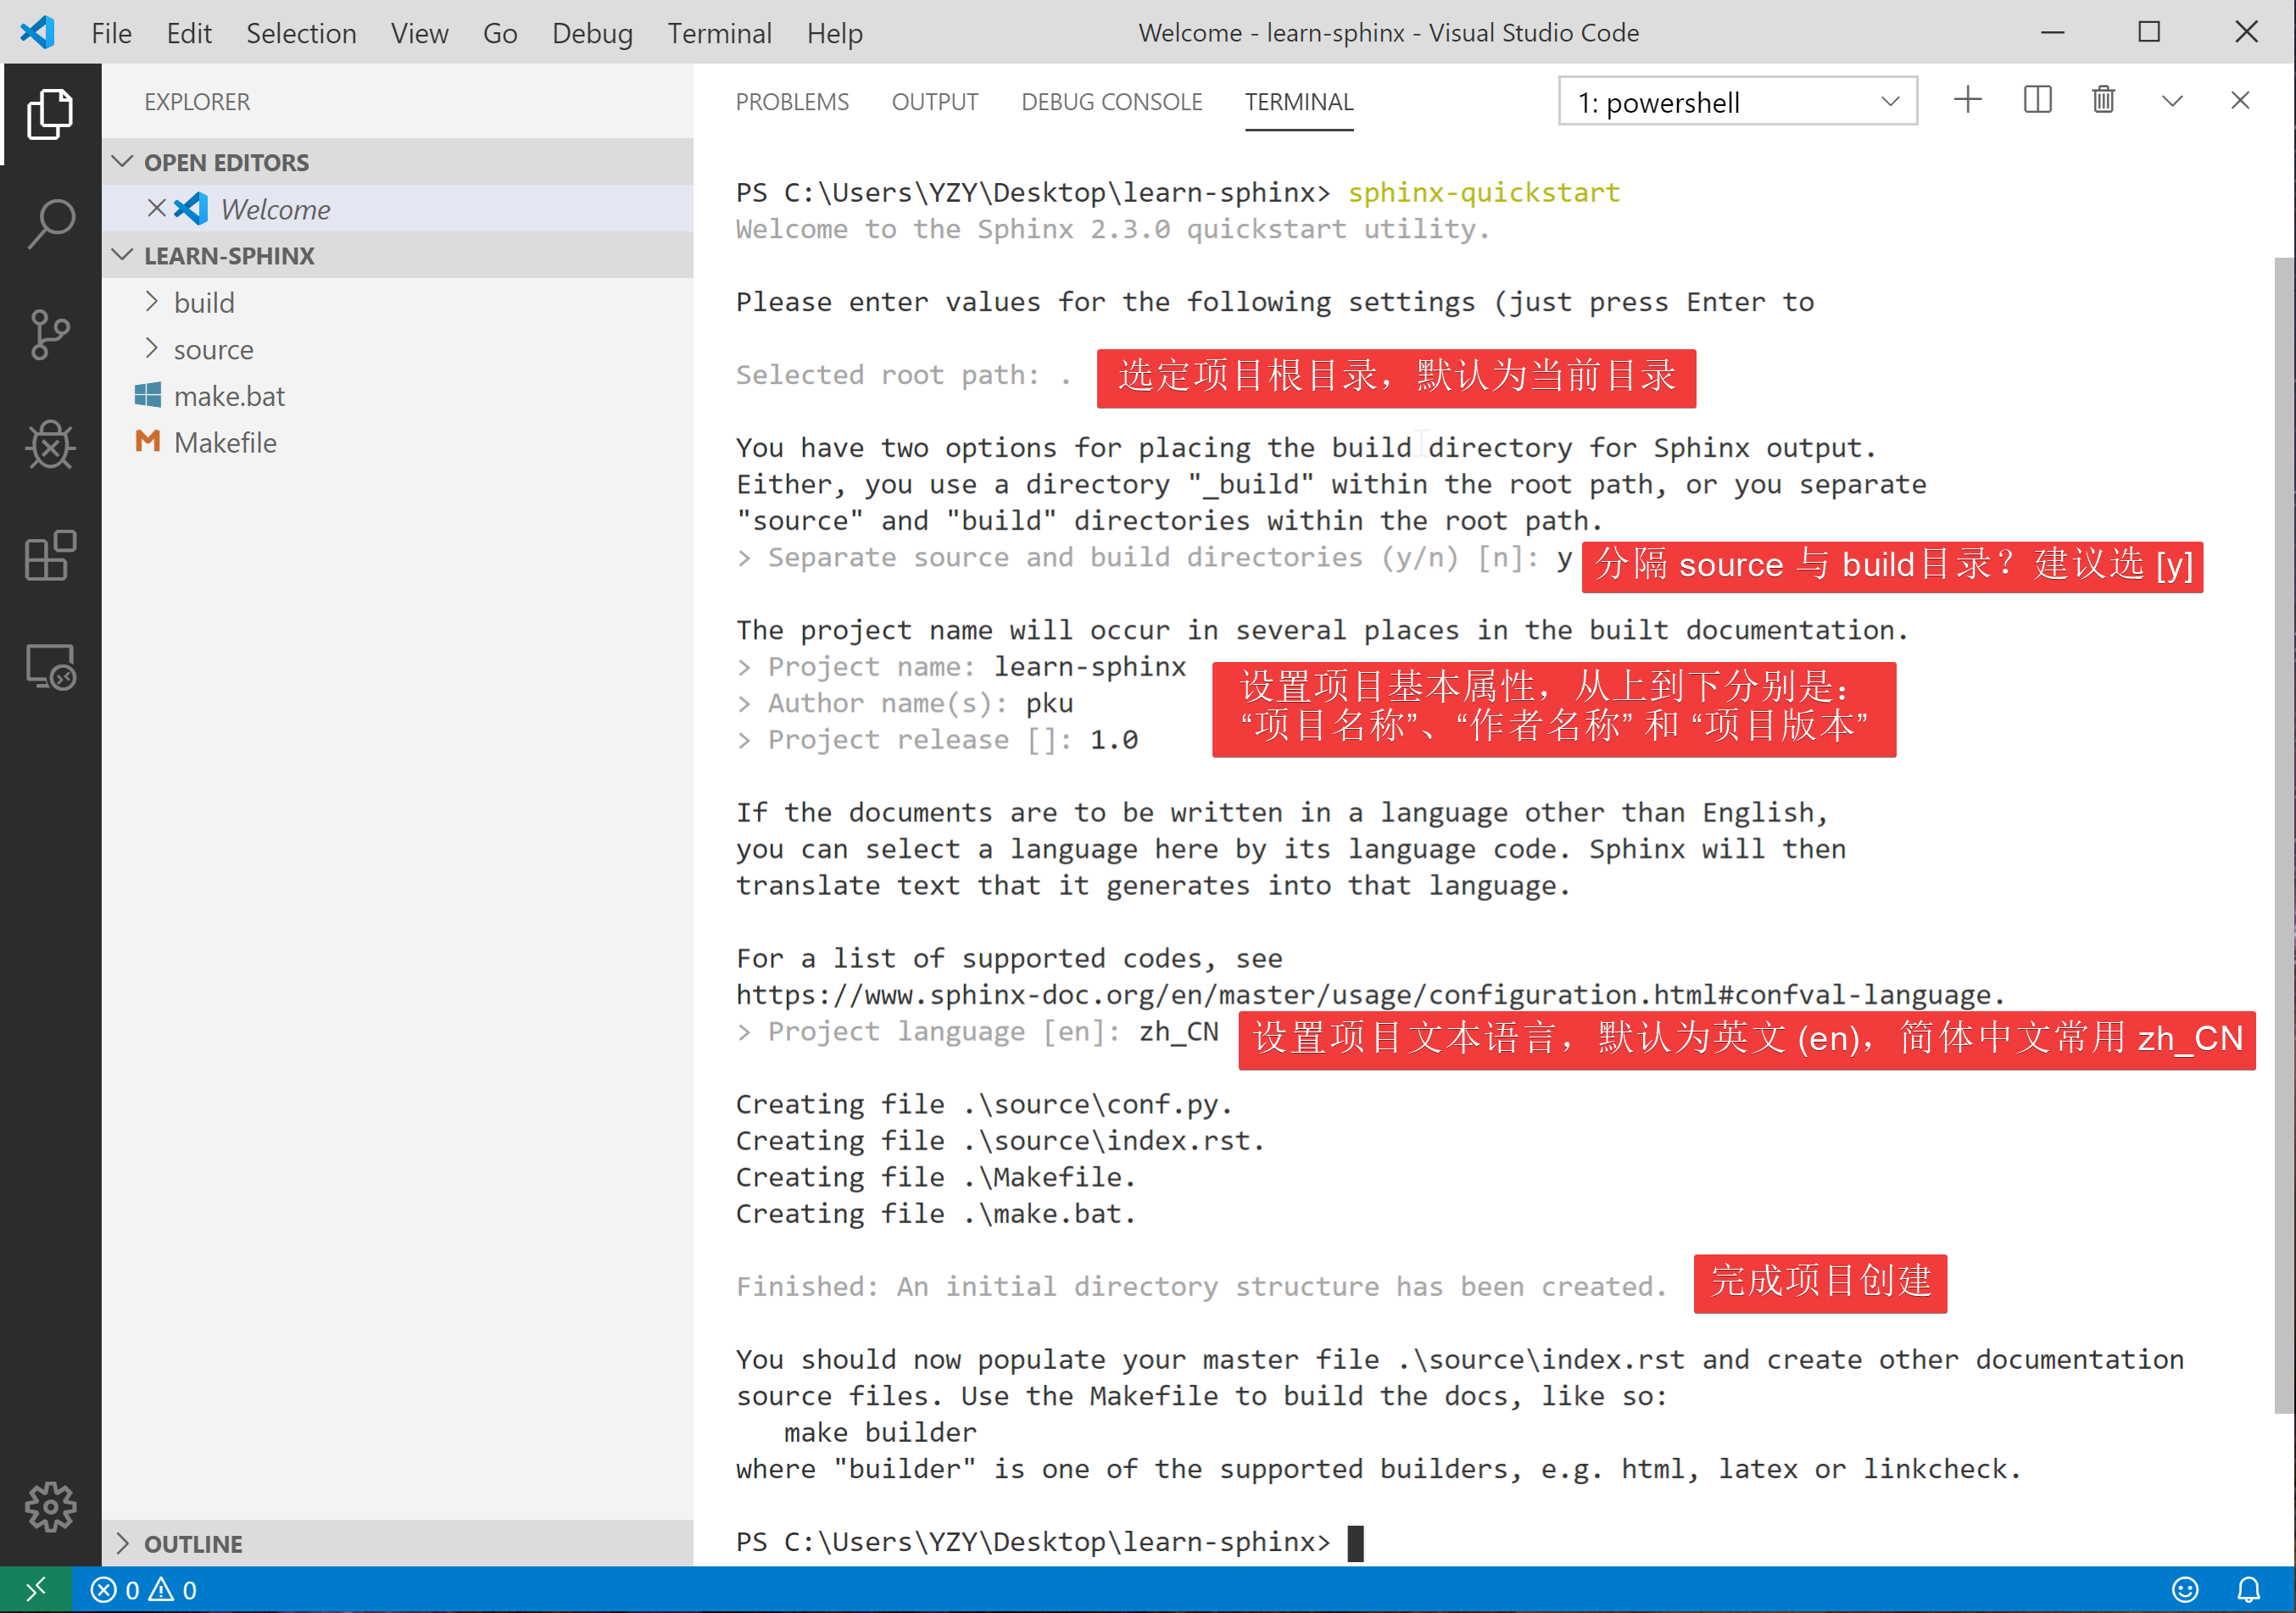 File Edit Selection View Go Debug Terminal Help
Welcome - learn-sphinx - Visual Studio Code
EXPLORER
OPEN EDITORS
Welcome
LEARN-SPHINX
build
source
make.bat
Makefile
OUTLINE
PROBLEMS OUTPUT DEBUG CONSOLE TERMINAL
1: powershell
PS C:\Users\YZY\Desktop\learn-sphinx> sphinx-quickstart
Welcome to the Sphinx 2.3.0 quickstart utility.
Please enter values for the following settings (just press Enter to
Selected root path: . 选定项目根目录，默认为当前目录
You have two options for placing the build directory for Sphinx output.
Either, you use a directory "_build" within the root path, or you separate
"source" and "build" directories within the root path.
> Separate source and build directories (y/n) [n]: y 分隔 source 与 build目录？建议选 [y]
The project name will occur in several places in the built documentation.
> Project name: learn-sphinx
> Author name(s): pku
> Project release []: 1.0
设置项目基本属性，从上到下分别是：
“项目名称”、“作者名称” 和 “项目版本”
If the documents are to be written in a language other than English,
you can select a language here by its language code. Sphinx will then
translate text that it generates into that language.
For a list of supported codes, see
https://www.sphinx-doc.org/en/master/usage/configuration.html#confval-language.
> Project language [en]: zh_CN 设置项目文本语言，默认为英文 (en)，简体中文常用 zh_CN
Creating file .\source\conf.py.
Creating file .\source\index.rst.
Creating file .\Makefile.
Creating file .\make.bat.
Finished: An initial directory structure has been created. 完成项目创建
You should now populate your master file .\source\index.rst and create other documentation
source files. Use the Makefile to build the docs, like so:
make builder
where "builder" is one of the supported builders, e.g. html, latex or linkcheck.
PS C:\Users\YZY\Desktop\learn-sphinx>
0 0